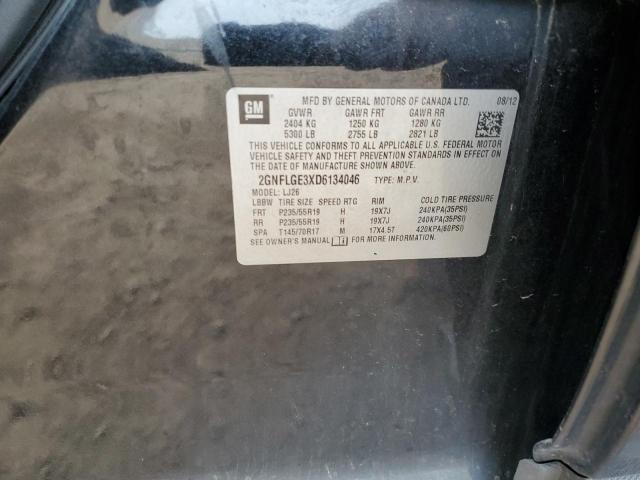 GM
MFD BY GENERAL MOTORS OF CANADA LTD. 08/12
GVWR GAWR FRT GAWR RR
2404 KG 1250 KG 1280 KG
5300 LB 2755 LB 2821 LB
THIS VEHICLE CONFORMS TO ALL APPLICABLE U.S. FEDERAL MOTOR
VEHICLE SAFETY AND THEFT PREVENTION STANDARDS IN EFFECT ON
THE DATE OF MANUFACTURE SHOWN ABOVE.
2GNFLGE3XD6134046 TYPE: M.P.V.
MODEL: LJ26
LBBW TIRE SIZE SPEED RTG RIM COLD TIRE PRESSURE
FRT P235/55R19 H 19X7J 240KPA(35PSI)
RR P235/55R19 H 19X7J 240KPA(35PSI)
SPA T145/70R17 M 17X4.5T 420KPA(60PSI)
SEE OWNER'S MANUAL i FOR MORE INFORMATION.